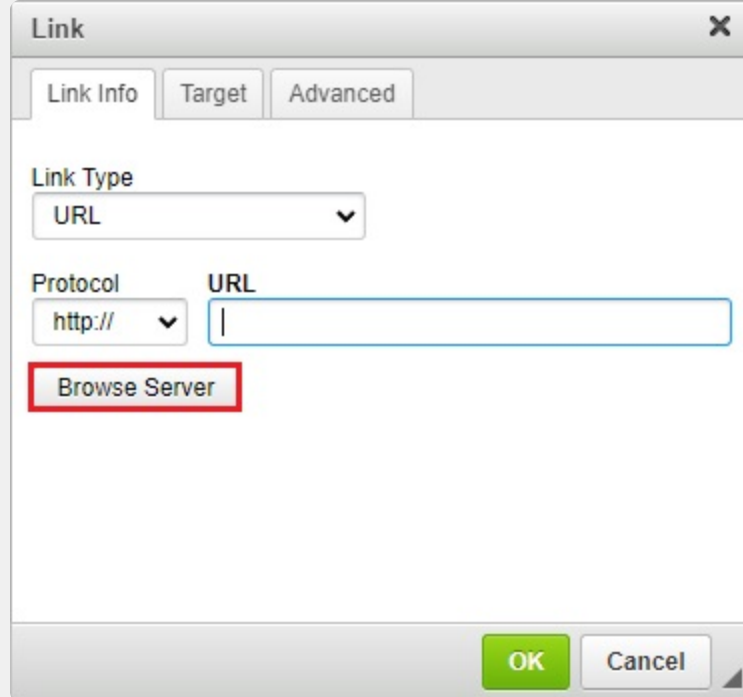 Link
Link Info Target Advanced
Link Type
URL
Protocol URL
http://
Browse Server
OK Cancel